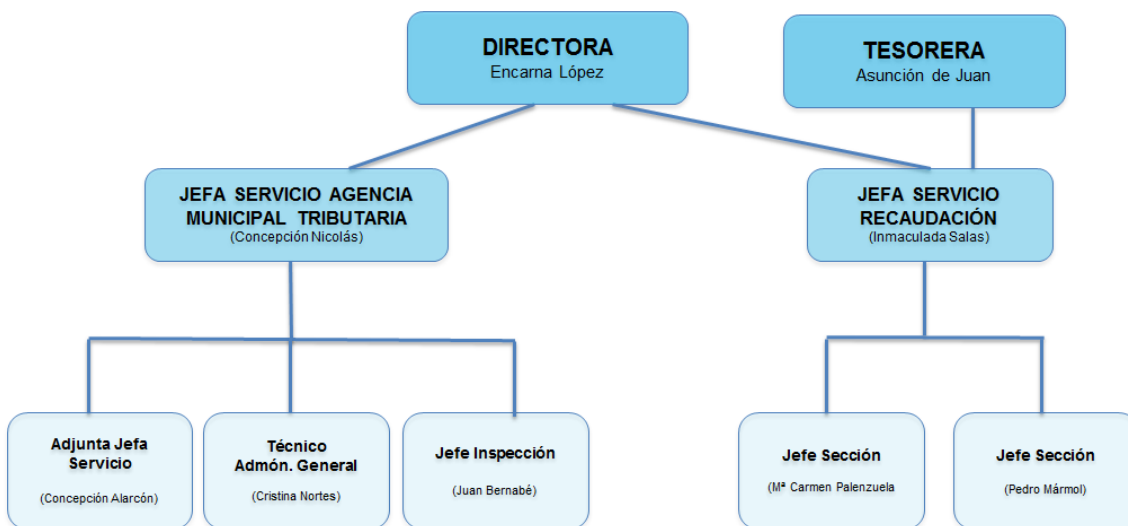 DIRECTORA
Encarna López
TESORERA
Asunción de Juan
JEFA SERVICIO AGENCIA
MUNICIPAL TRIBUTARIA
(Concepción Nicolás)
JEFA SERVICIO
RECAUDACIÓN
(Inmaculada Salas)
Adjunta Jefa
Servicio
(Concepción Alarcón)
Técnico
Admón. General
(Cristina Nortes)
Jefe Inspección
(Juan Bernabé)
Jefe Sección
(Mª Carmen Palenzuela
Jefe Sección
(Pedro Mármol)